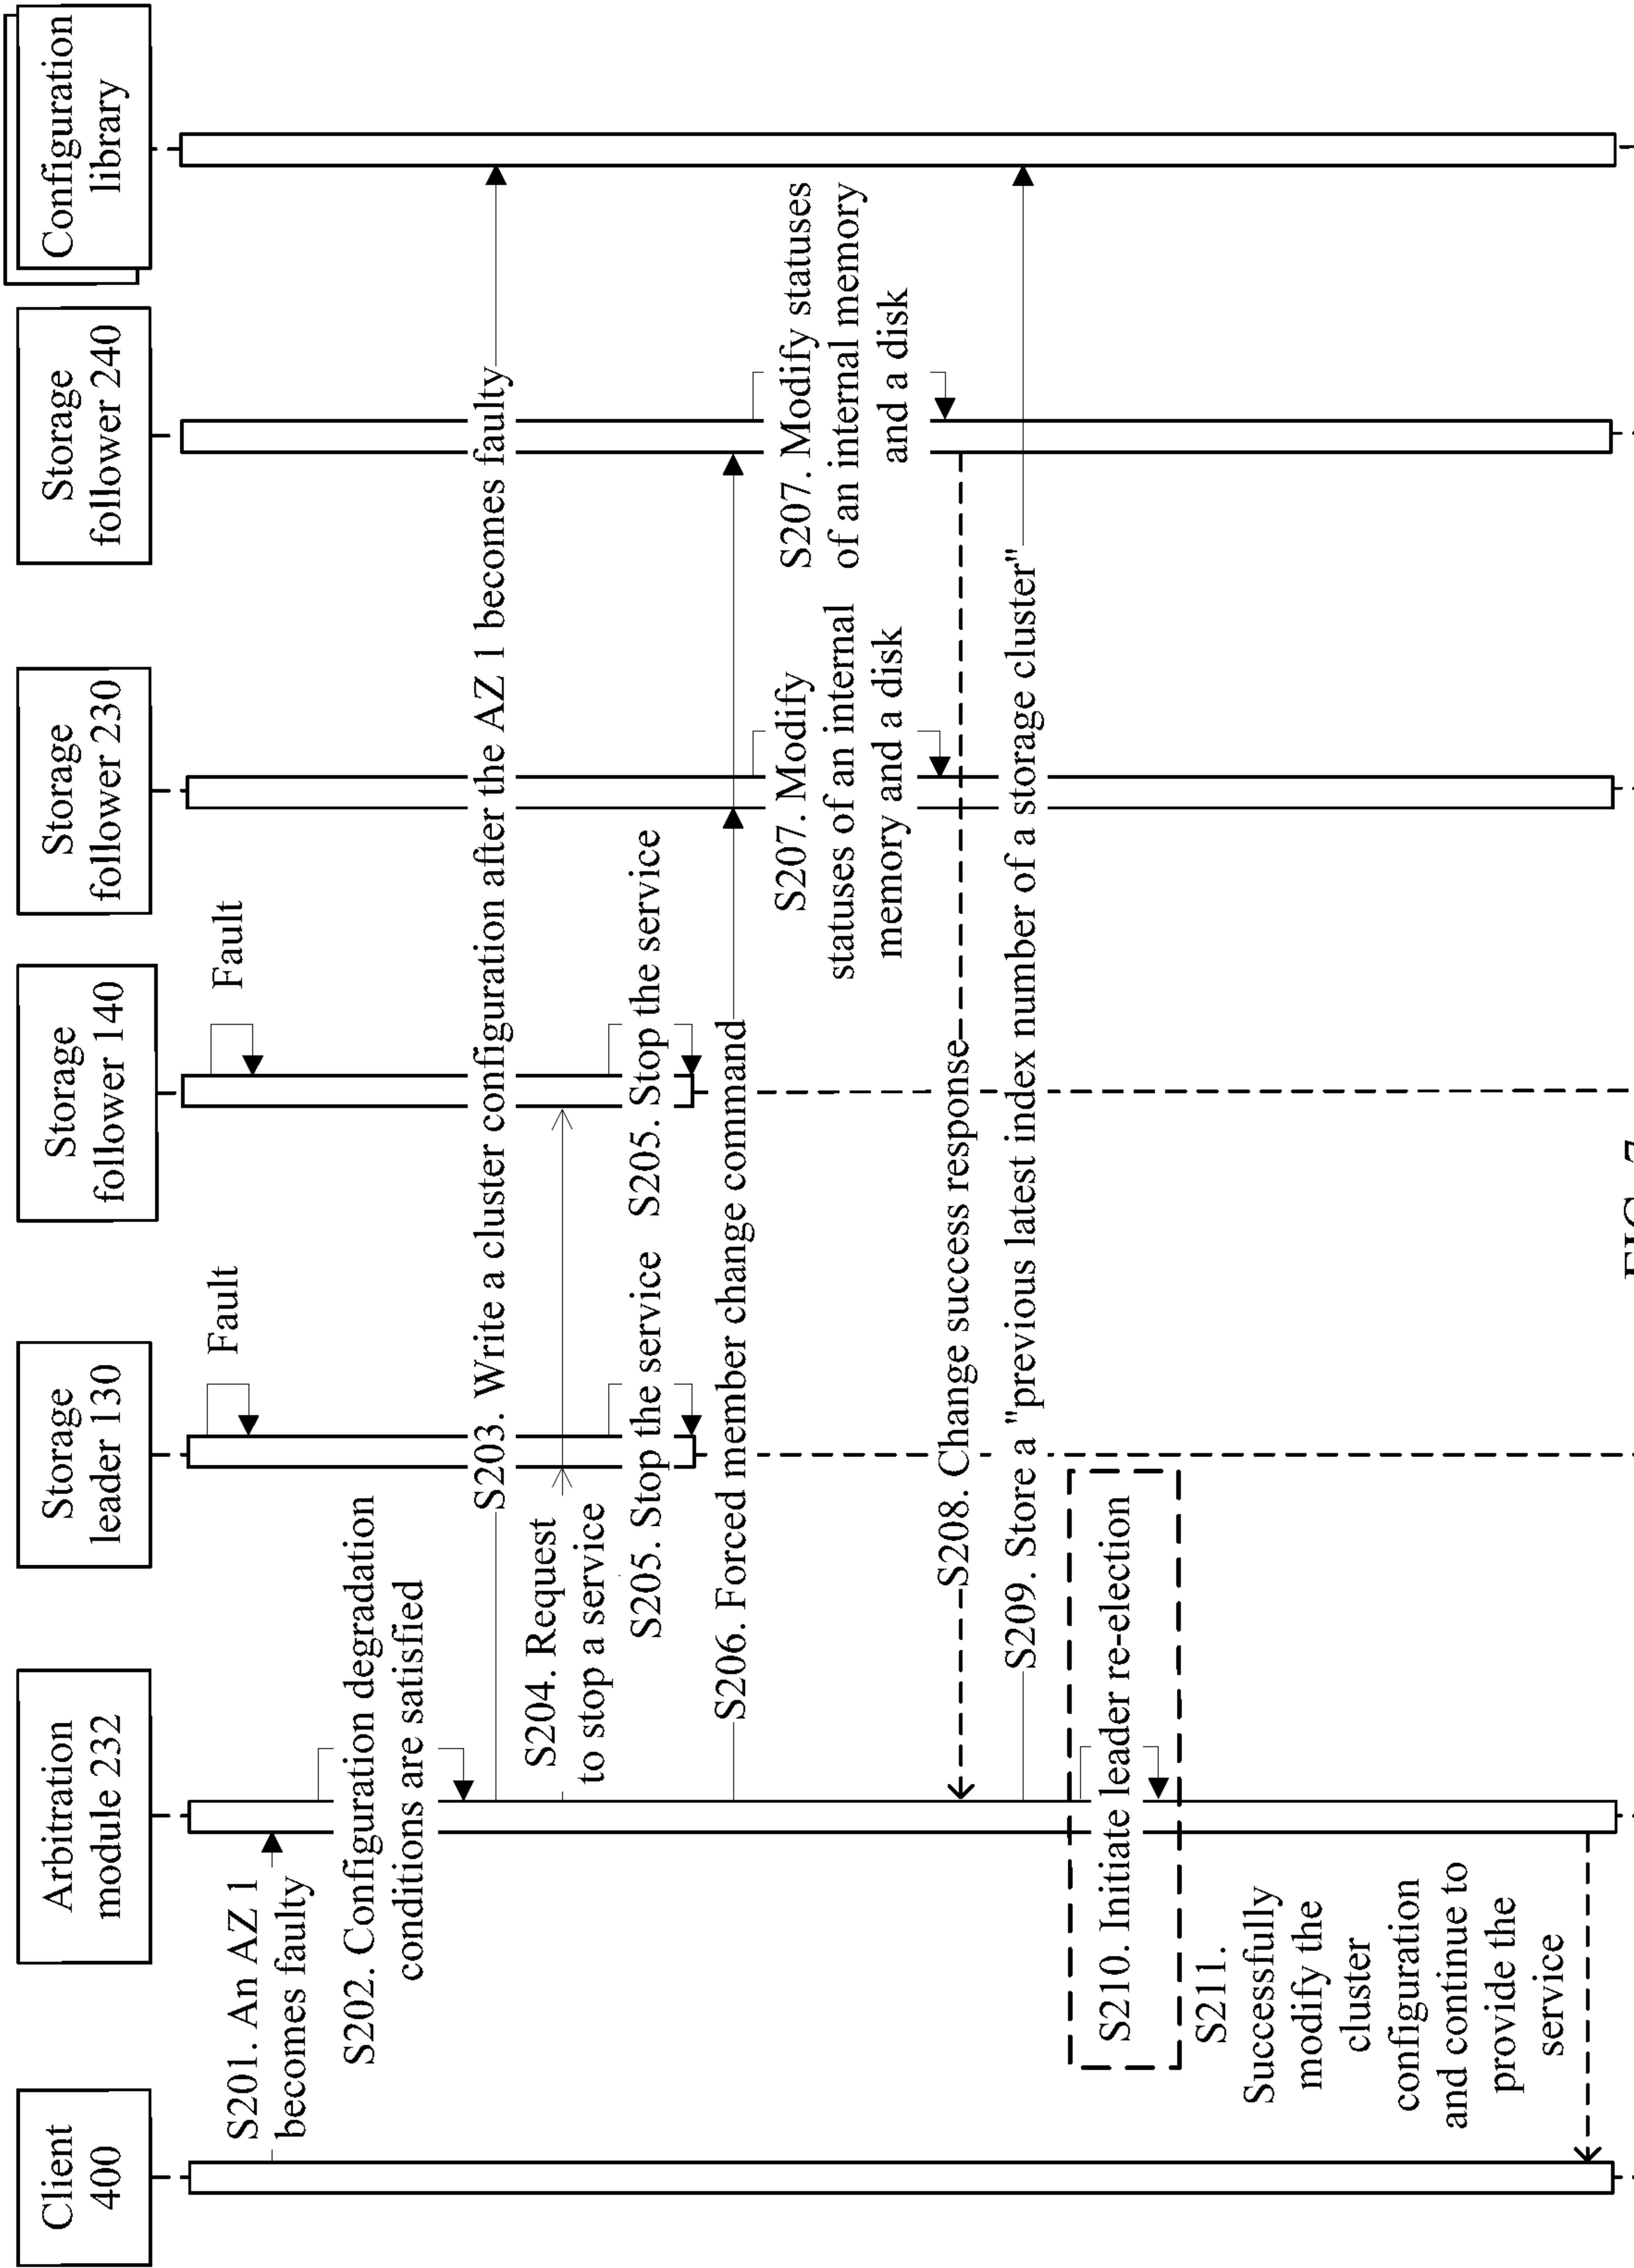 Client
400
Arbitration
module 232
Storage
leader 130
Storage
follower 140
Storage
follower 230
Storage
follower 240
Configuration
library
Fault
Fault
S201. An AZ 1
becomes faulty
S202. Configuration degradation
conditions are satisfied
S203. Write a cluster configuration after the AZ 1 becomes faulty
S204. Request
to stop a service
S205. Stop the service
S205. Stop the service
S206. Forced member change command
S207. Modify
statuses of an internal
memory and a disk
S207. Modify statuses
of an internal memory
and a disk
S208. Change success response
S209. Store a "previous latest index number of a storage cluster"
S210. Initiate leader re-election
S211.
Successfully
modify the
cluster
configuration
and continue to
provide the
service
FIG. 7